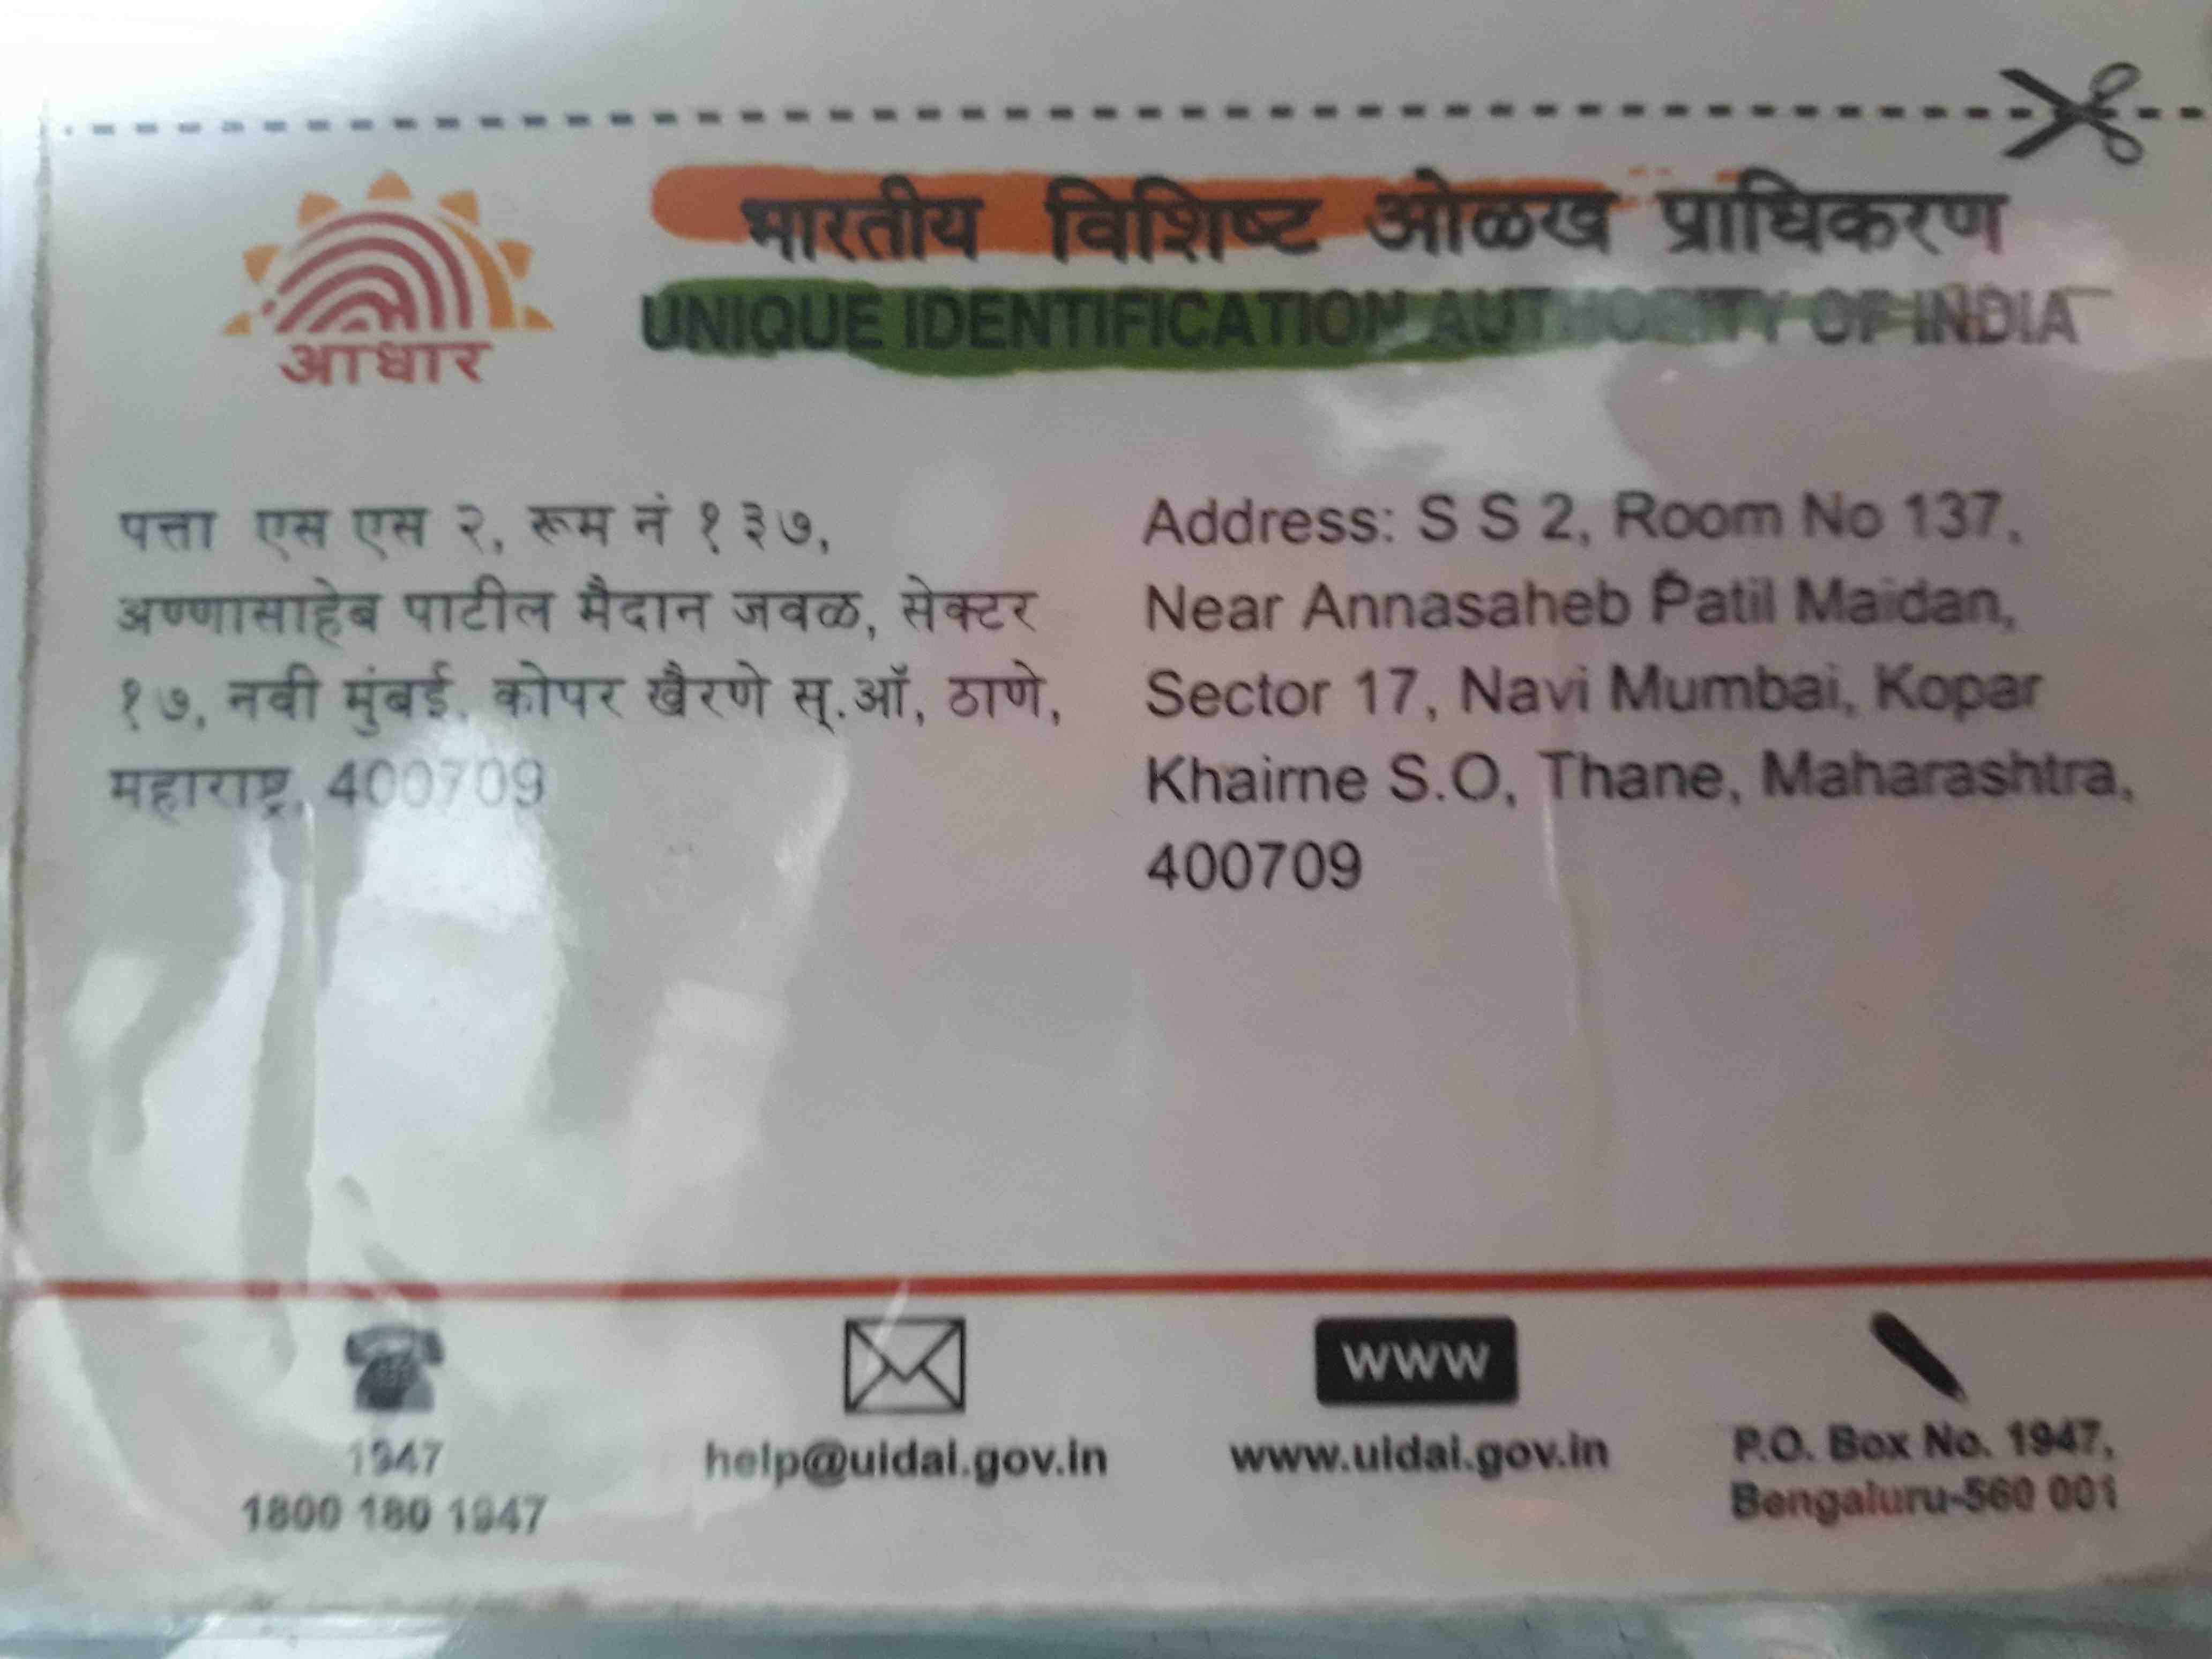 भारतीय विशिष्ट ओळख प्राधिकरण
UNIQUE IDENTIFICATION AUTHORITY OF INDIA
आधार
पत्ता एस एस २, रूम नं १३७,
अण्णासाहेब पाटील मैदान जवळ, सेक्टर
१७, नवी मुंबई, कोपर खैरणे स्.ऑ, ठाणे,
महाराष्ट्र, 400709
Address: S S 2, Room No 137,
Near Annasaheb Patil Maidan,
Sector 17, Navi Mumbai, Kopar
Khairne S.O, Thane, Maharashtra,
400709
1947
1800 180 1947
help@uidai.gov.in
www
www.uidai.gov.in
P.O. Box No. 1947,
Bengaluru-560 001